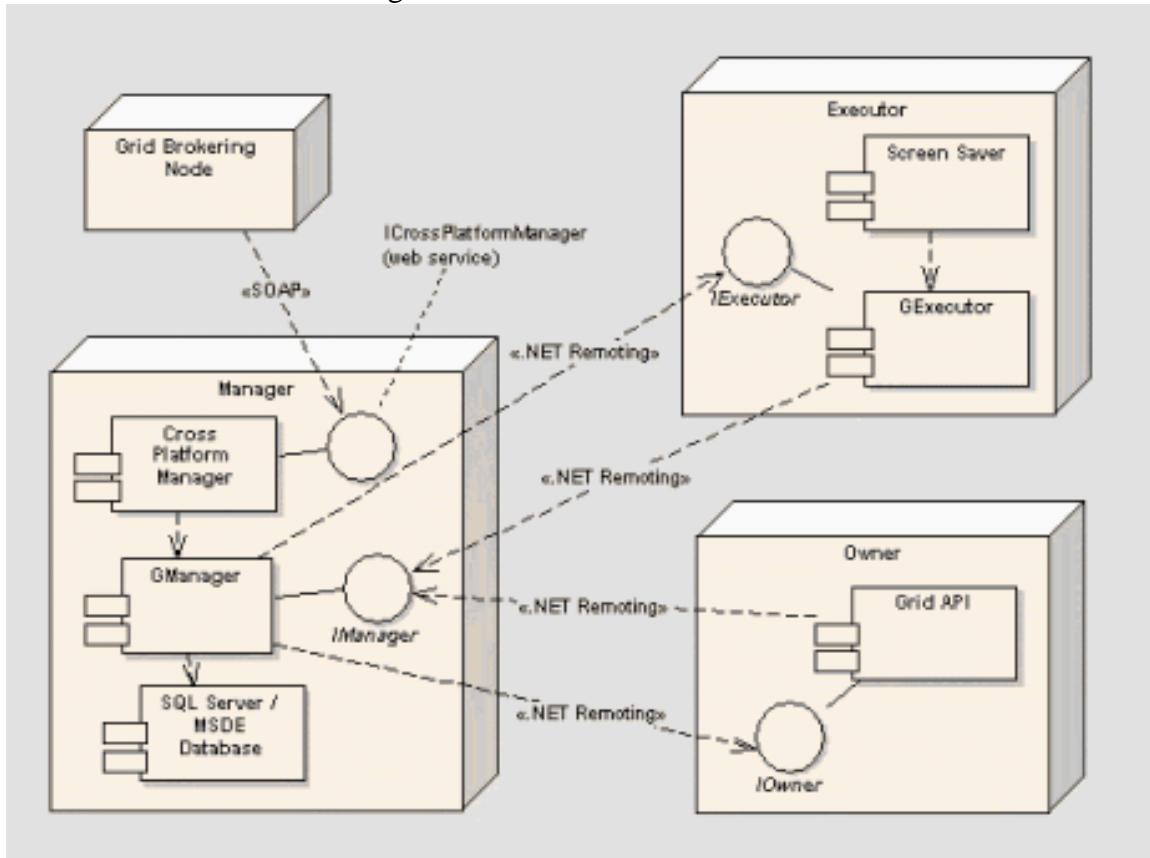 Grid Brokering
Node
ICrossPlatformManager
(web service)
«SOAP»
Executor
Screen Saver
IExecutor
GExecutor
«.NET Remoting»
«.NET Remoting»
Manager
Cross
Platform
Manager
GManager
IManager
SQL Server /
MSDE
Database
«.NET Remoting»
«.NET Remoting»
Owner
Grid API
IOwner